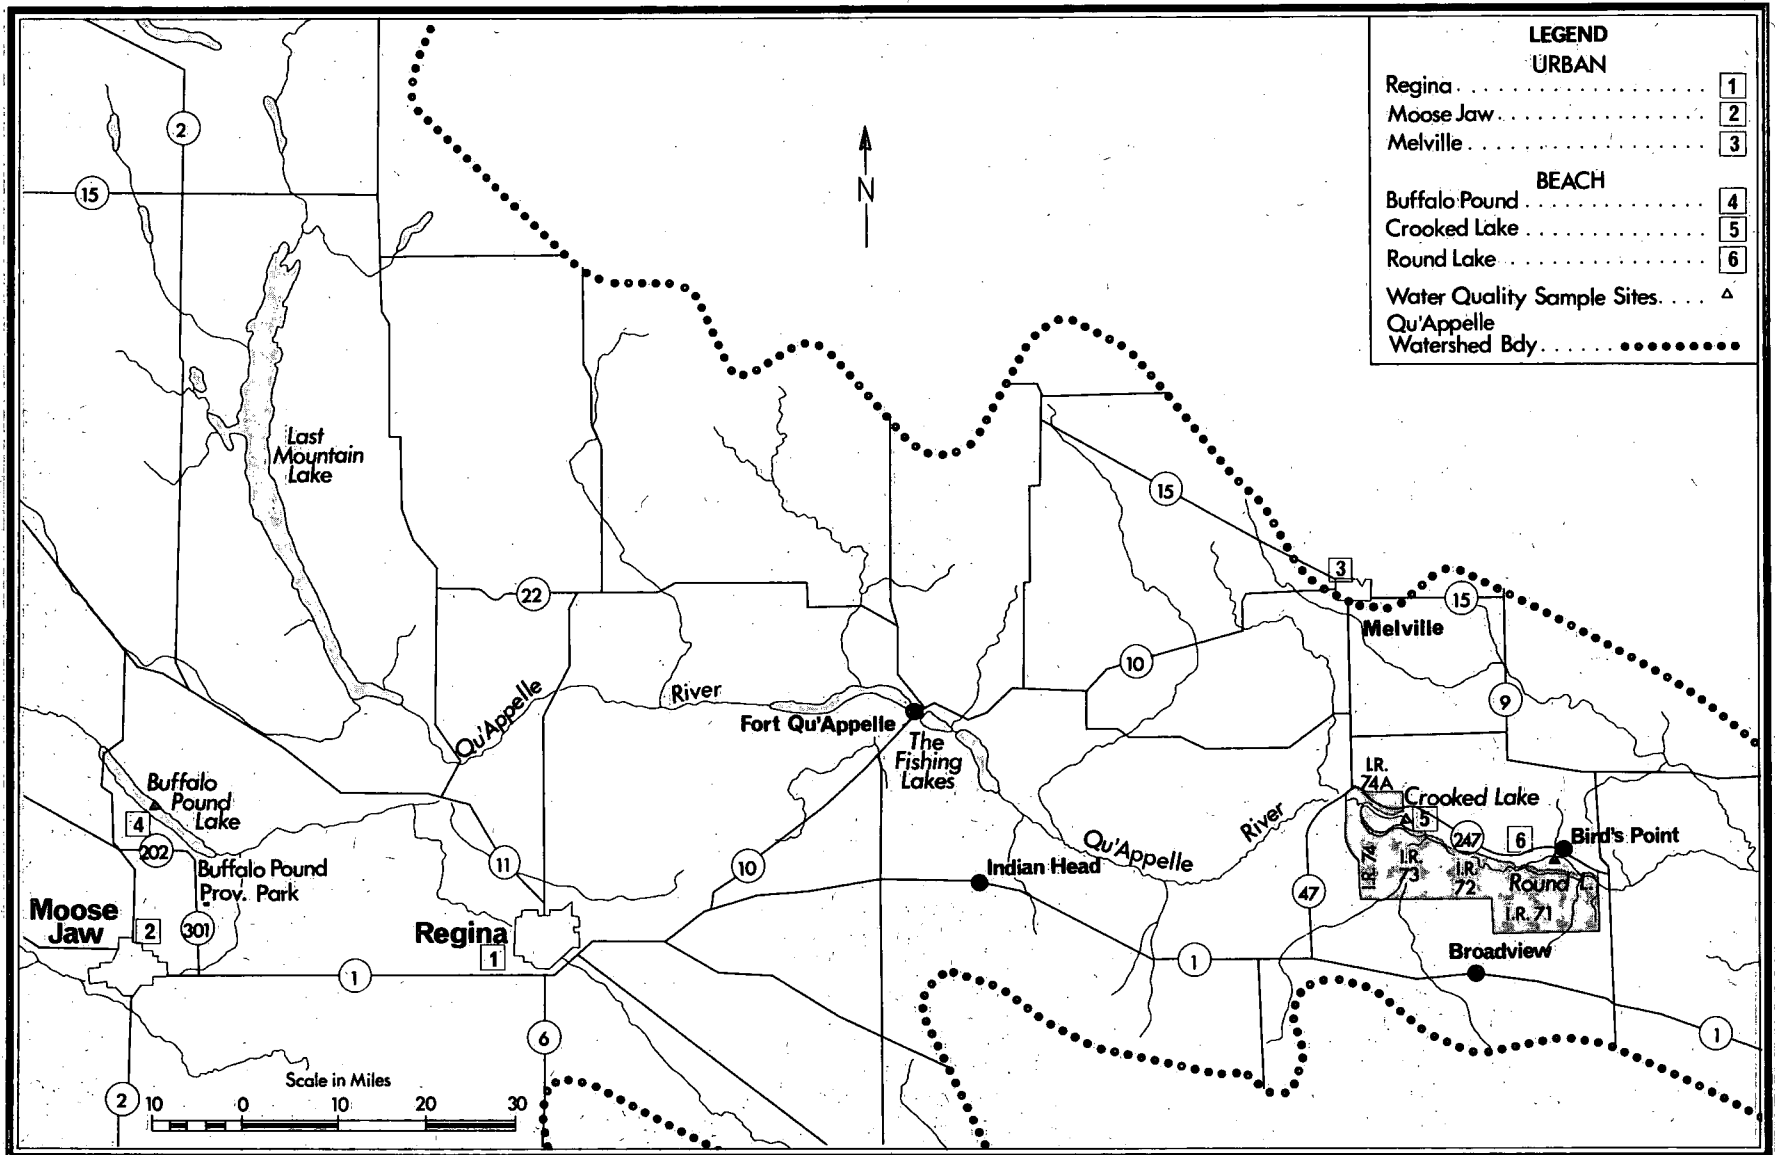 LEGEND
URBAN
Regina . . . . . . . . . . . . . . . . . . 1
Moose Jaw . . . . . . . . . . . . . . . 2
Melville . . . . . . . . . . . . . . . . . 3
BEACH
Buffalo Pound . . . . . . . . . . . . . 4
Crooked Lake . . . . . . . . . . . . . 5
Round Lake . . . . . . . . . . . . . . 6
Water Quality Sample Sites. . . . △
Qu'Appelle
Watershed Bdy . . . . . .
2
15
N
Last
Mountain
Lake
15
22
3
15
Melville
10
9
Qu'Appelle
River
Fort Qu'Appelle
The
Fishing
Lakes
I.R.
74A
Crooked Lake
5
Buffalo
Pound
Lake
4
202
Buffalo Pound
Prov. Park
11
10
Qu'Appelle
River
247
6
Bird's Point
Indian Head
I.R. 74
I.R.
73
I.R.
72
Round L.
I.R. 71
47
Moose
Jaw
2
301
Regina
1
1
1
Broadview
6
1
2
Scale in Miles
10 0 10 20 30